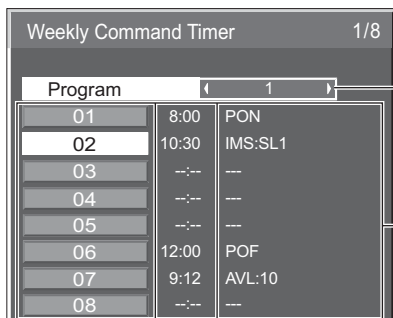 Weekly Command Timer 1/8
Program 1
01 8:00 PON
02 10:30 IMS:SL1
03 --:-- ---
04 --:-- ---
05 --:-- ---
06 12:00 POF
07 9:12 AVL:10
08 --:-- ---